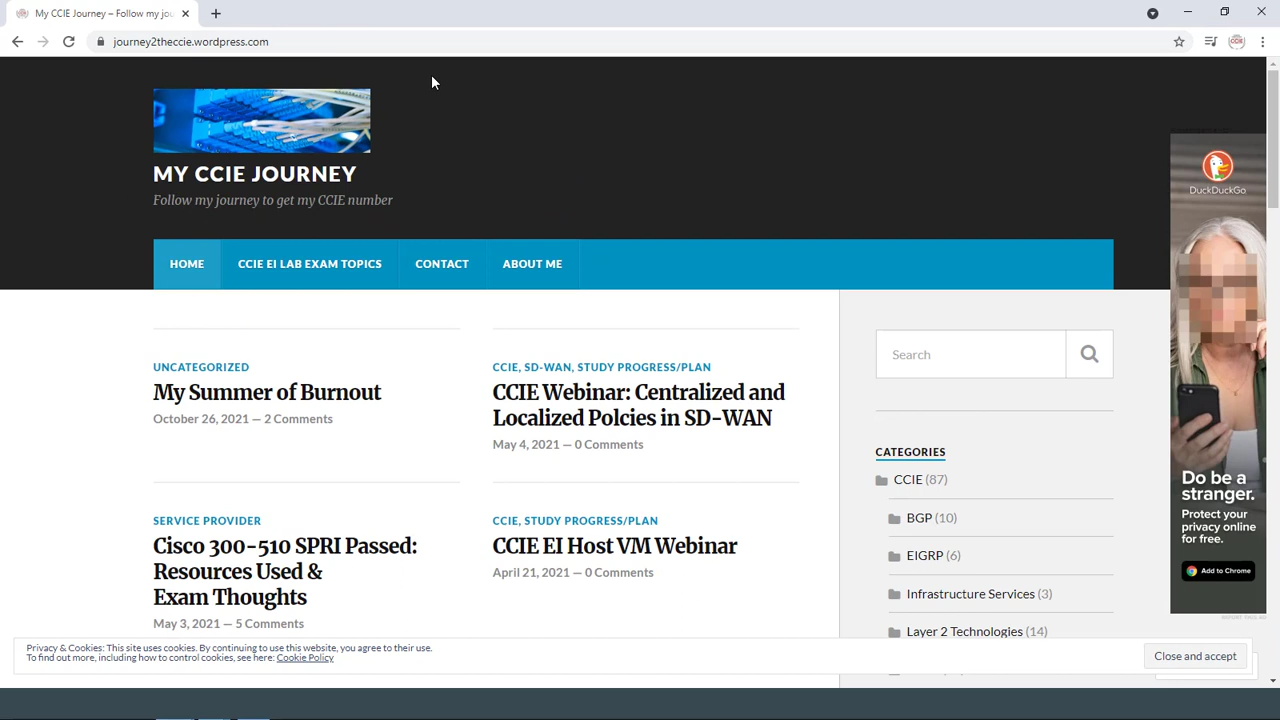 My CCIE Journey – Follow my jou
journey2theccie.wordpress.com
MY CCIE JOURNEY
Follow my journey to get my CCIE number
HOME
CCIE EI LAB EXAM TOPICS
CONTACT
ABOUT ME
UNCATEGORIZED
My Summer of Burnout
October 26, 2021 — 2 Comments
CCIE, SD-WAN, STUDY PROGRESS/PLAN
CCIE Webinar: Centralized and
Localized Polcies in SD-WAN
May 4, 2021 — 0 Comments
SERVICE PROVIDER
Cisco 300-510 SPRI Passed:
Resources Used &
Exam Thoughts
May 3, 2021 — 5 Comments
CCIE, STUDY PROGRESS/PLAN
CCIE EI Host VM Webinar
April 21, 2021 — 0 Comments
Search
CATEGORIES
CCIE (87)
BGP (10)
EIGRP (6)
Infrastructure Services (3)
Layer 2 Technologies (14)
DuckDuckGo
Do be a
stranger.
Protect your
privacy online
for free.
Add to Chrome
REPORT THIS AD
Privacy & Cookies: This site uses cookies. By continuing to use this website, you agree to their use.
To find out more, including how to control cookies, see here: Cookie Policy
Close and accept